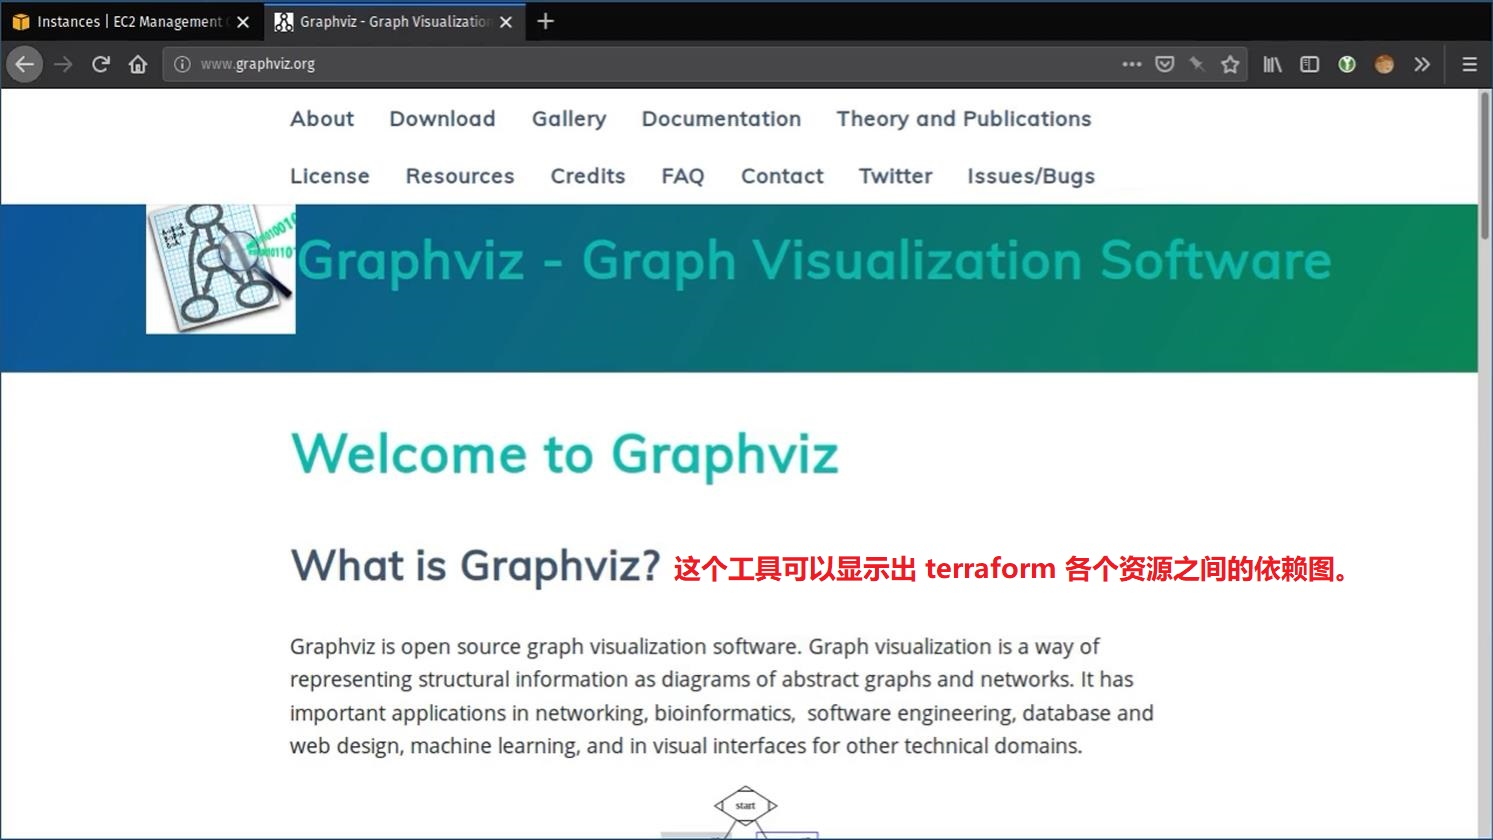 Instances | EC2 Management
Graphviz - Graph Visualization
www.graphviz.org
About Download Gallery Documentation Theory and Publications
License Resources Credits FAQ Contact Twitter Issues/Bugs
Graphviz - Graph Visualization Software
Welcome to Graphviz
What is Graphviz? 这个工具可以显示出 terraform 各个资源之间的依赖图。
Graphviz is open source graph visualization software. Graph visualization is a way of
representing structural information as diagrams of abstract graphs and networks. It has
important applications in networking, bioinformatics, software engineering, database and
web design, machine learning, and in visual interfaces for other technical domains.
start